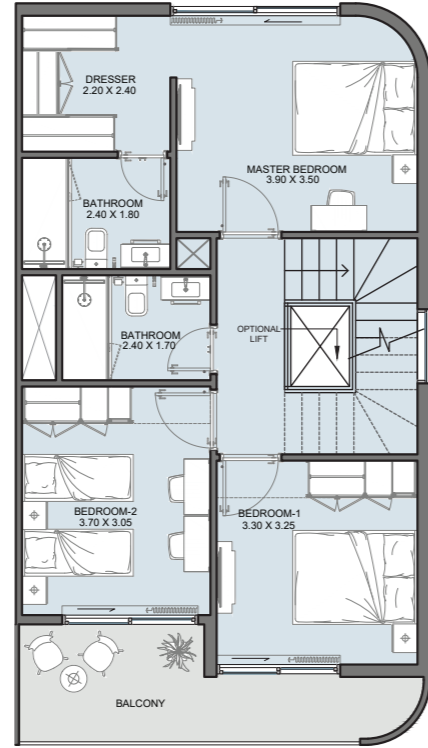 DRESSER
2.20 X 2.40
MASTER BEDROOM
3.90 X 3.50
BATHROOM
2.40 X 1.80
OPTIONAL
LIFT
BATHROOM
2.40 X 1.70
BEDROOM-2
3.70 X 3.05
BEDROOM-1
3.30 X 3.25
BALCONY